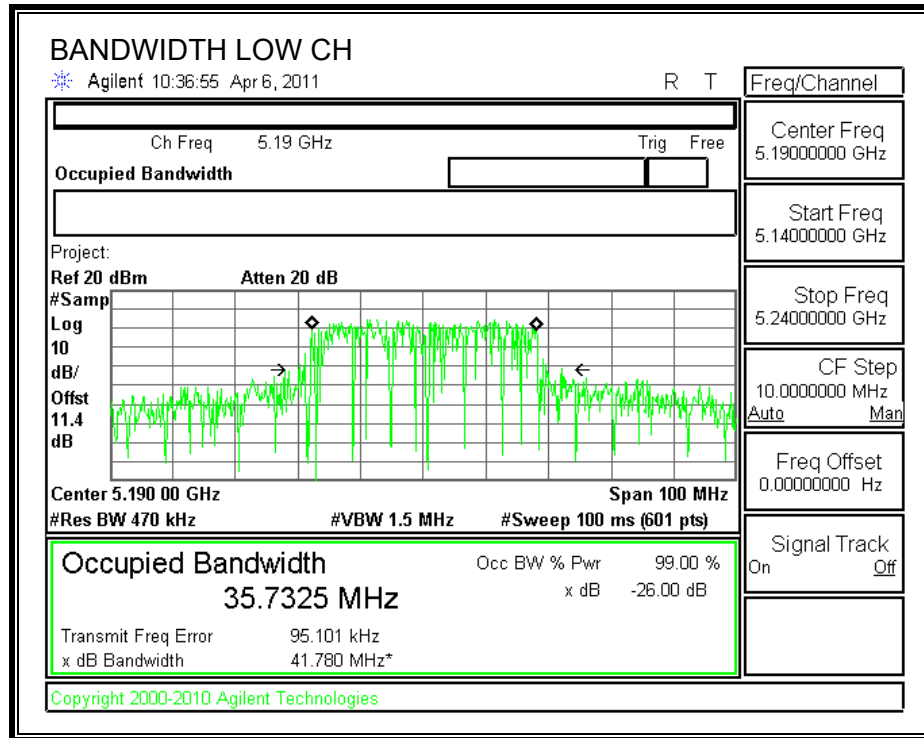 BANDWIDTH LOW CH
Agilent 10:36:55 Apr 6, 2011 R T
Ch Freq 5.19 GHz Trig Free
Occupied Bandwidth
Project:
Ref 20 dBm Atten 20 dB
#Samp
Log
10
dB/
Offst
11.4
dB
Center 5.190 00 GHz Span 100 MHz
#Res BW 470 kHz #VBW 1.5 MHz #Sweep 100 ms (601 pts)
Occupied Bandwidth Occ BW % Pwr 99.00 %
35.7325 MHz x dB -26.00 dB
Transmit Freq Error 95.101 kHz
x dB Bandwidth 41.780 MHz*
Copyright 2000-2010 Agilent Technologies
Freq/Channel
Center Freq
5.19000000 GHz
Start Freq
5.14000000 GHz
Stop Freq
5.24000000 GHz
CF Step
10.0000000 MHz
Auto Man
Freq Offset
0.00000000 Hz
Signal Track
On Off